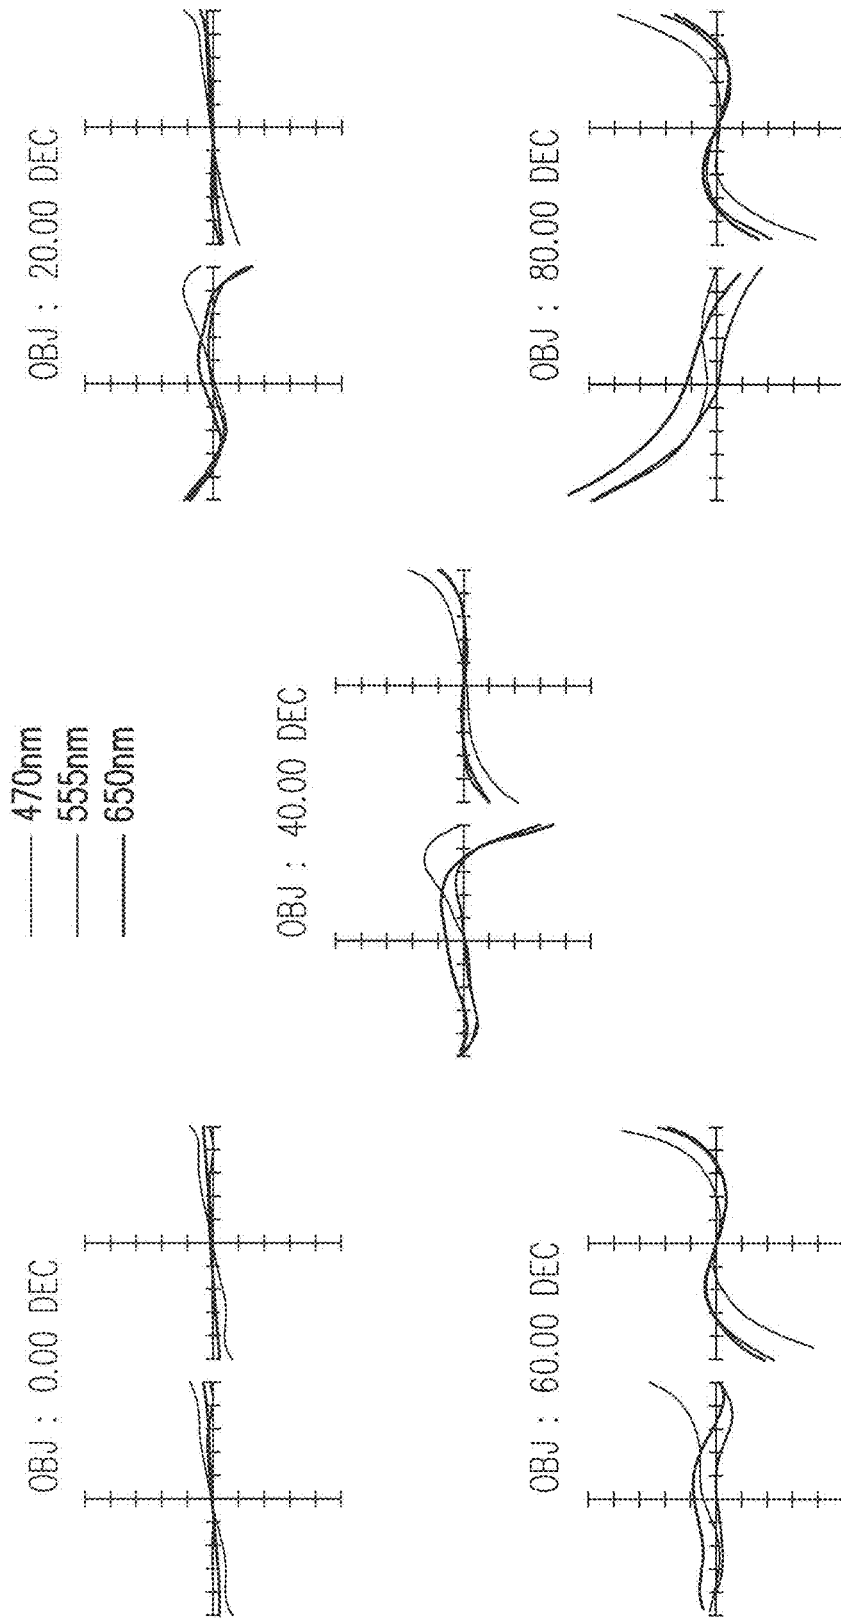 470nm
555nm
650nm
OBJ : 0.00 DEC
OBJ : 20.00 DEC
OBJ : 40.00 DEC
OBJ : 60.00 DEC
OBJ : 80.00 DEC